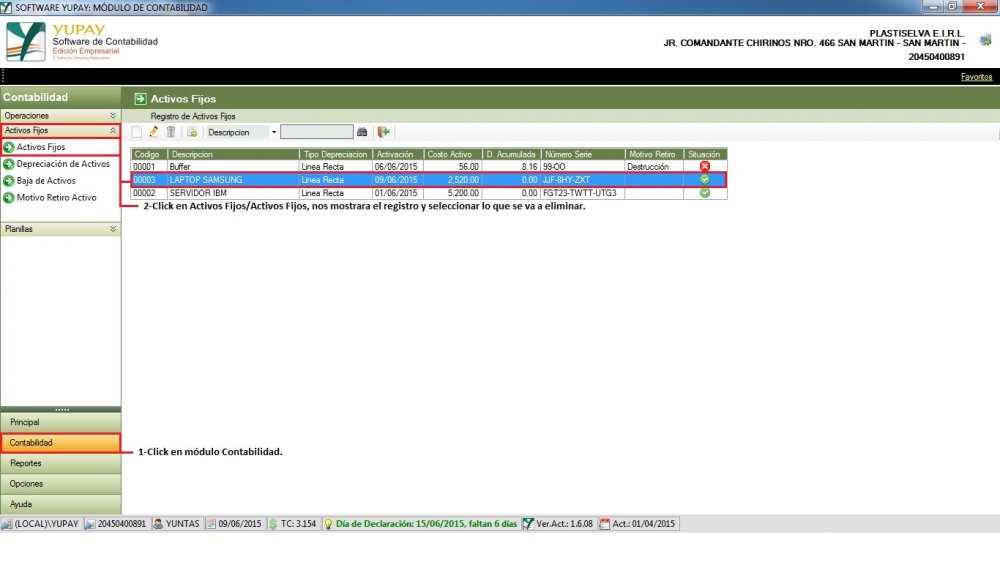 SOFTWARE YUPAY: MÓDULO DE CONTABILIDAD
YUPAY
Software de Contabilidad
Edición Empresarial
© Todos los Derechos Reservados
PLASTISELVA E.I.R.L.
JR. COMANDANTE CHIRINOS NRO. 466 SAN MARTIN - SAN MARTIN -
20450400891
Favoritos
Contabilidad
Activos Fijos
Operaciones
Registro de Activos Fijos
Activos Fijos
Descripcion
Activos Fijos
Depreciación de Activos
Baja de Activos
Motivo Retiro Activo
Codigo Descripcion Tipo Depreciacion Activación Costo Activo D. Acumulada Número Serie Motivo Retiro Situación
00001 Buffer Linea Recta 06/06/2015 56.00 8.16 99-OO Destrucción
00003 LAPTOP SAMSUNG Linea Recta 09/06/2015 2,520.00 0.00 JJF-8HY-ZXT
00002 SERVIDOR IBM Linea Recta 01/06/2015 5,200.00 0.00 FGT23-TWTT-UTG3
2-Click en Activos Fijos/Activos Fijos, nos mostrara el registro y seleccionar lo que se va a eliminar.
Planillas
Principal
Contabilidad
1-Click en módulo Contabilidad.
Reportes
Opciones
Ayuda
(LOCAL)\YUPAY 20450400891 YUNTAS 09/06/2015 TC: 3.154 Día de Declaración: 15/06/2015, faltan 6 días Ver.Act.: 1.6.08 Act.: 01/04/2015